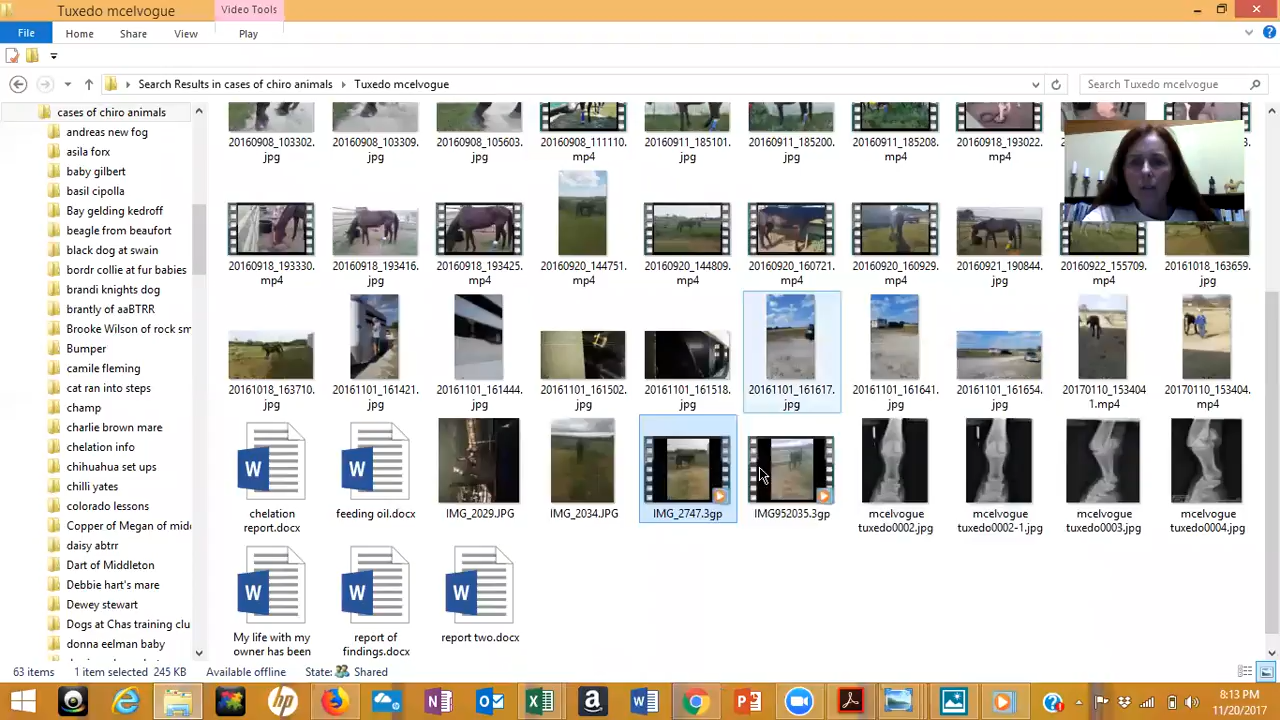 Tuxedo mcelvogue
Video Tools
File
Home
Share
View
Play
Search Results in cases of chiro animals
Tuxedo mcelvogue
Search Tuxedo mcelvogue
cases of chiro animals
andreas new fog
asila forx
baby gilbert
basil cipolla
Bay gelding kedroff
beagle from beaufort
black dog at swain
bordr collie at fur babies
brandi knights dog
brantly of aaBTRR
Brooke Wilson of rock sm
Bumper
camile fleming
cat ran into steps
champ
charlie brown mare
chelation info
chihuahua set ups
chilli yates
colorado lessons
Copper of Megan of mido
daisy abtrr
Dart of Middleton
Debbie hart's mare
Dewey stewart
Dogs at Chas training clu
donna eelman baby
20160908_103302.
jpg
20160908_103309.
jpg
20160908_105603.
jpg
20160908_111110.
mp4
20160911_185101.
jpg
20160911_185200.
jpg
20160911_185208.
mp4
20160918_193022.
mp4
20160918_193330.
mp4
20160918_193416.
jpg
20160918_193425.
mp4
20160920_144751.
jpg
20160920_144809.
mp4
20160920_160721.
mp4
20160920_160929.
mp4
20160921_190844.
jpg
20160922_155709.
mp4
20161018_163659.
jpg
20161018_163710.
jpg
20161101_161421.
jpg
20161101_161444.
jpg
20161101_161502.
jpg
20161101_161518.
jpg
20161101_161617.
jpg
20161101_161641.
jpg
20161101_161654.
jpg
20170110_153404
1.mp4
20170110_153404.
mp4
chelation
report.docx
feeding oil.docx
IMG_2029.JPG
IMG_2034.JPG
IMG_2747.3gp
IMG952035.3gp
mcelvogue
tuxedo0002.jpg
mcelvogue
tuxedo0002-1.jpg
mcelvogue
tuxedo0003.jpg
mcelvogue
tuxedo0004.jpg
My life with my
owner has been
report of
findings.docx
report two.docx
63 items
1 item selected 245 KB
Available offline
State:
Shared
8:13 PM
11/20/2017